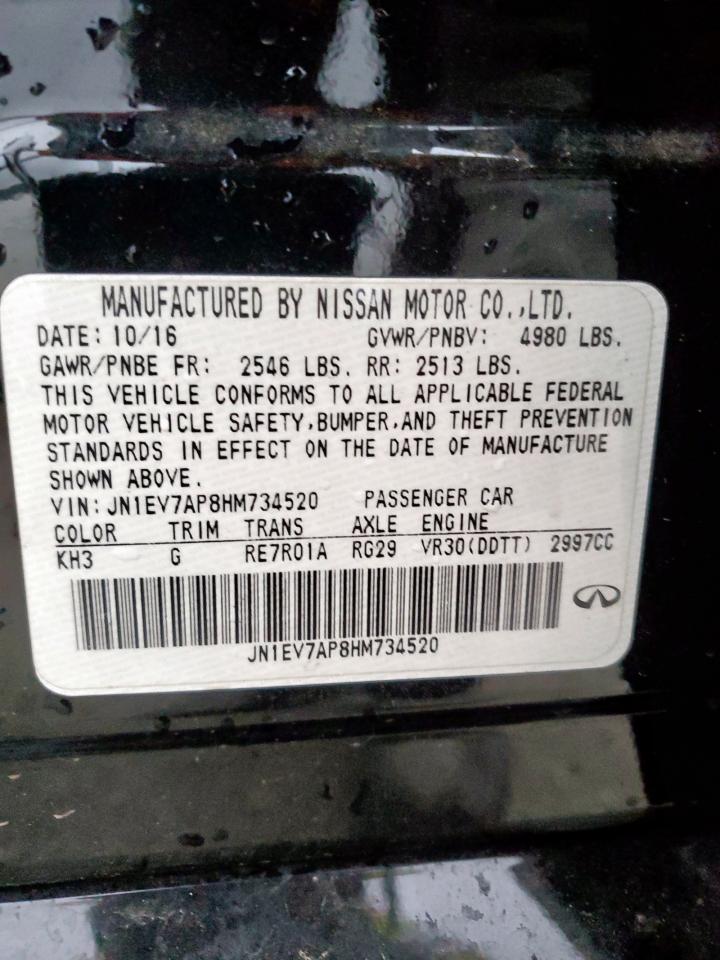 MANUFACTURED BY NISSAN MOTOR CO.,LTD.
DATE: 10/16 GVWR/PNBV: 4980 LBS.
GAWR/PNBE FR: 2546 LBS. RR: 2513 LBS.
THIS VEHICLE CONFORMS TO ALL APPLICABLE FEDERAL
MOTOR VEHICLE SAFETY,BUMPER,AND THEFT PREVENTION
STANDARDS IN EFFECT ON THE DATE OF MANUFACTURE
SHOWN ABOVE.
VIN: JN1EV7AP8HM734520 PASSENGER CAR
COLOR TRIM TRANS AXLE ENGINE
KH3 G RE7R01A RG29 VR30(DDTT) 2997CC
JN1EV7AP8HM734520